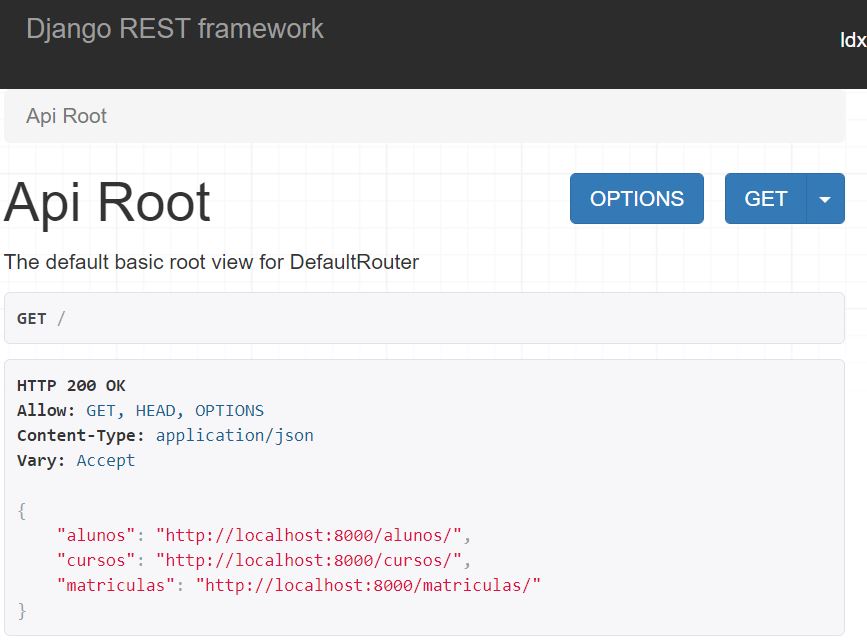 Django REST framework
ldx
Api Root
Api Root
OPTIONS
GET
The default basic root view for DefaultRouter
GET /
HTTP 200 OK
Allow: GET, HEAD, OPTIONS
Content-Type: application/json
Vary: Accept
{
    "alunos": "http://localhost:8000/alunos/",
    "cursos": "http://localhost:8000/cursos/",
    "matriculas": "http://localhost:8000/matriculas/"
}